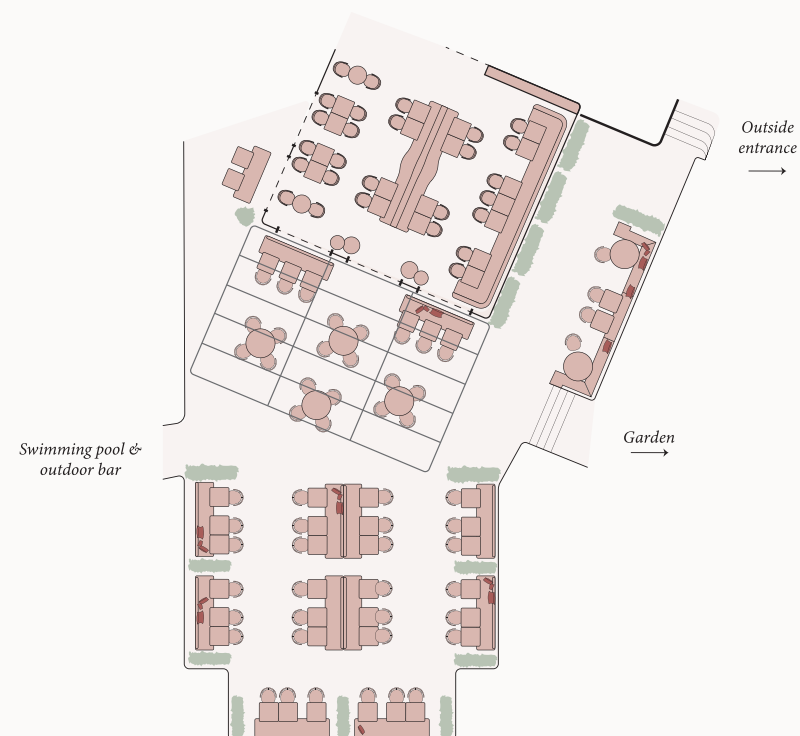 Outside
entrance
Garden
Swimming pool &
outdoor bar